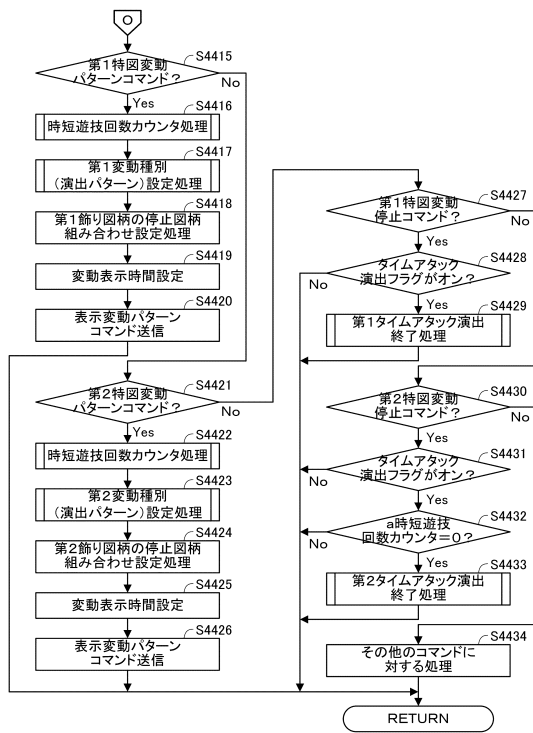 O
第1特図変動
パターンコマンド?
S4415
No
Yes
S4416
時短遊技回数カウンタ処理
S4417
第1変動種別
(演出パターン)設定処理
S4418
第1飾り図柄の停止図柄
組み合わせ設定処理
S4419
変動表示時間設定
S4420
表示変動パターン
コマンド送信
S4421
第2特図変動
パターンコマンド?
No
Yes
S4422
時短遊技回数カウンタ処理
S4423
第2変動種別
(演出パターン)設定処理
S4424
第2飾り図柄の停止図柄
組み合わせ設定処理
S4425
変動表示時間設定
S4426
表示変動パターン
コマンド送信
S4427
第1特図変動
停止コマンド?
No
Yes
S4428
タイムアタック
演出フラグがオン?
No
Yes
S4429
第1タイムアタック演出
終了処理
S4430
第2特図変動
停止コマンド?
No
Yes
S4431
タイムアタック
演出フラグがオン?
No
Yes
S4432
a時短遊技
回数カウンタ=0?
No
Yes
S4433
第2タイムアタック演出
終了処理
S4434
その他のコマンドに
対する処理
RETURN